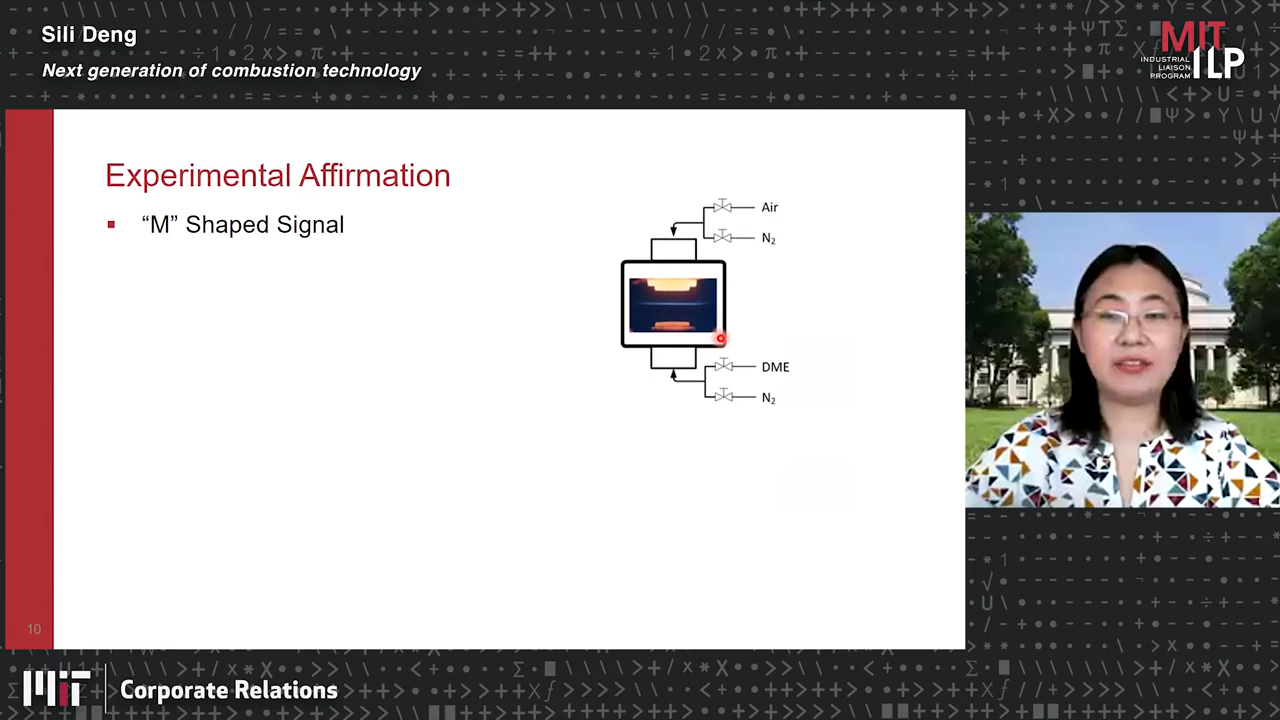 Sili Deng
Next generation of combustion technology
MIT
INDUSTRIAL
LIAISON
PROGRAM
ILP
Experimental Affirmation
“M” Shaped Signal
Air
N₂
DME
N₂
10
MIT
Corporate Relations